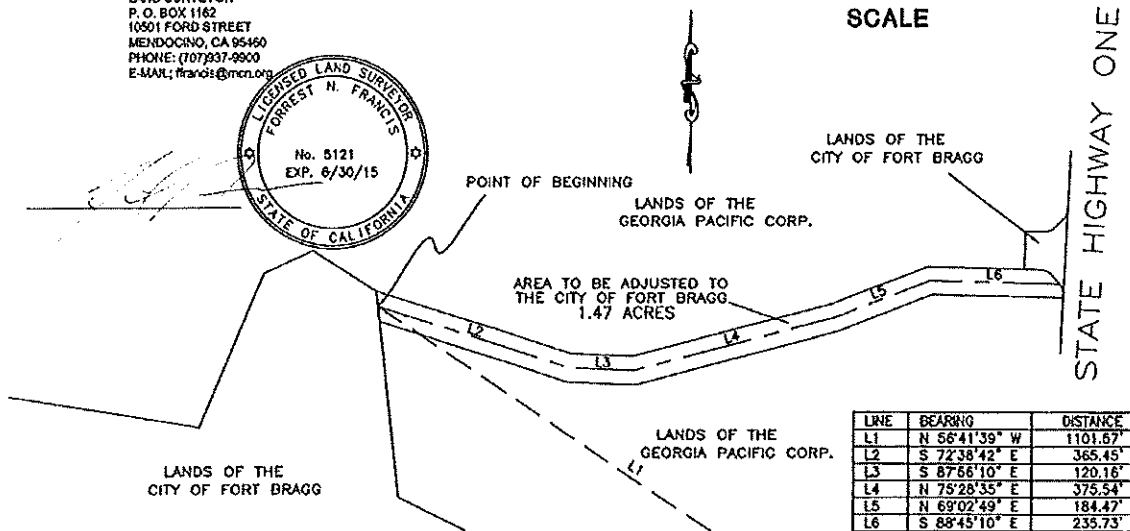 P. O. BOX 1162
10501 FORD STREET
MENDOCINO, CA 95460
PHONE: (707)937-9900
E-MAIL; ffrancis@mcn.org
LICENSED LAND SURVEYOR
FORREST N. FRANCIS
No. 5121
EXP. 6/30/15
STATE OF CALIFORNIA
SCALE
STATE HIGHWAY ONE
LANDS OF THE
CITY OF FORT BRAGG
POINT OF BEGINNING
LANDS OF THE
GEORGIA PACIFIC CORP.
AREA TO BE ADJUSTED TO
THE CITY OF FORT BRAGG
1.47 ACRES
L2
L3
L4
L5
L6
L1
LANDS OF THE
GEORGIA PACIFIC CORP.
LANDS OF THE
CITY OF FORT BRAGG
LINE BEARING DISTANCE
L1 N 56°41'39" W 1101.67'
L2 S 72°38'42" E 365.45'
L3 S 87°56'10" E 120.16'
L4 N 75°28'35" E 375.54'
L5 N 69°02'49" E 184.47'
L6 S 88°45'10" E 235.73'